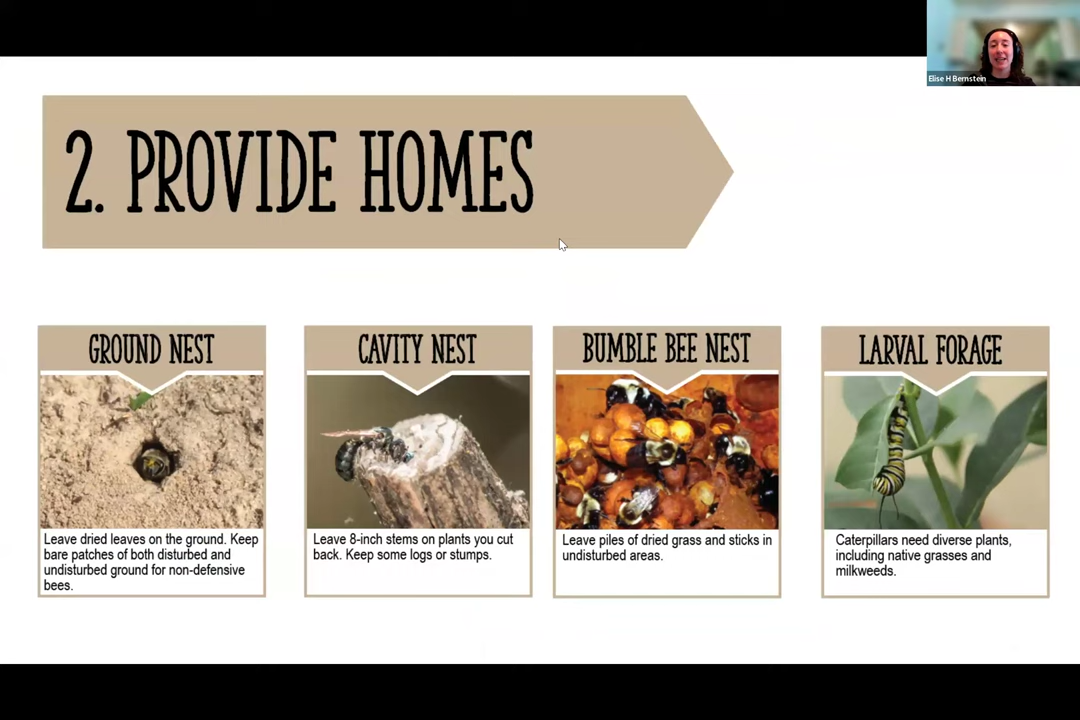 Elise H Bernstein
2. PROVIDE HOMES
GROUND NEST
Leave dried leaves on the ground. Keep
bare patches of both disturbed and
undisturbed ground for non-defensive
bees.
CAVITY NEST
Leave 8-inch stems on plants you cut
back. Keep some logs or stumps.
BUMBLE BEE NEST
Leave piles of dried grass and sticks in
undisturbed areas.
LARVAL FORAGE
Caterpillars need diverse plants,
including native grasses and
milkweeds.